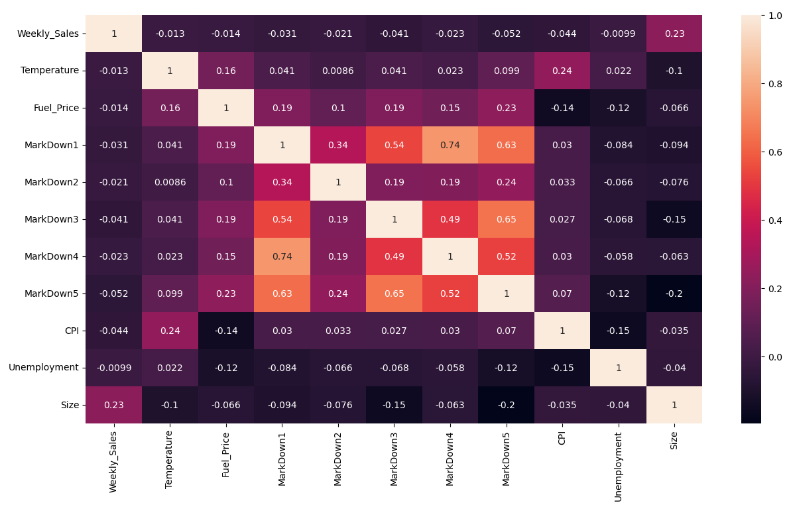 Weekly_Sales 1 -0.013 -0.014 -0.031 -0.021 -0.041 -0.023 -0.052 -0.044 -0.0099 0.23
Temperature -0.013 1 0.16 0.041 0.0086 0.041 0.023 0.099 0.24 0.022 -0.1
Fuel_Price -0.014 0.16 1 0.19 0.1 0.19 0.15 0.23 -0.14 -0.12 -0.066
MarkDown1 -0.031 0.041 0.19 1 0.34 0.54 0.74 0.63 0.03 -0.084 -0.094
MarkDown2 -0.021 0.0086 0.1 0.34 1 0.19 0.19 0.24 0.033 -0.066 -0.076
MarkDown3 -0.041 0.041 0.19 0.54 0.19 1 0.49 0.65 0.027 -0.068 -0.15
MarkDown4 -0.023 0.023 0.15 0.74 0.19 0.49 1 0.52 0.03 -0.058 -0.063
MarkDown5 -0.052 0.099 0.23 0.63 0.24 0.65 0.52 1 0.07 -0.12 -0.2
CPI -0.044 0.24 -0.14 0.03 0.033 0.027 0.03 0.07 1 -0.15 -0.035
Unemployment -0.0099 0.022 -0.12 -0.084 -0.066 -0.068 -0.058 -0.12 -0.15 1 -0.04
Size 0.23 -0.1 -0.066 -0.094 -0.076 -0.15 -0.063 -0.2 -0.035 -0.04 1
Weekly_Sales
Temperature
Fuel_Price
MarkDown1
MarkDown2
MarkDown3
MarkDown4
MarkDown5
CPI
Unemployment
Size
1.0
0.8
0.6
0.4
0.2
0.0